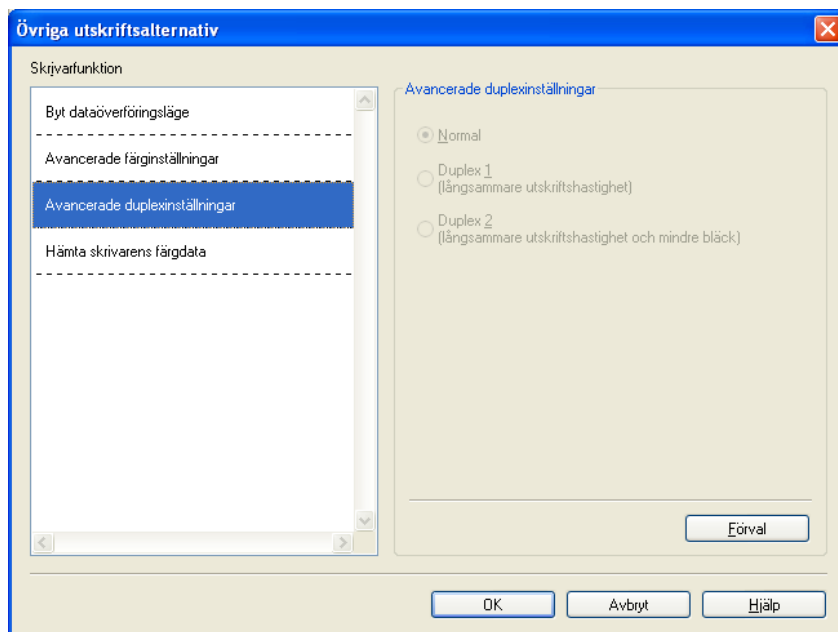 Övriga utskriftsalternativ
Skrivarfunktion
Byt dataöverföringsläge
Avancerade färginställningar
Avancerade duplexinställningar
Hämta skrivarens färgdata
Avancerade duplexinställningar
Normal
Duplex 1
(långsammare utskriftshastighet)
Duplex 2
(långsammare utskriftshastighet och mindre bläck)
Förval
OK
Avbryt
Hjälp